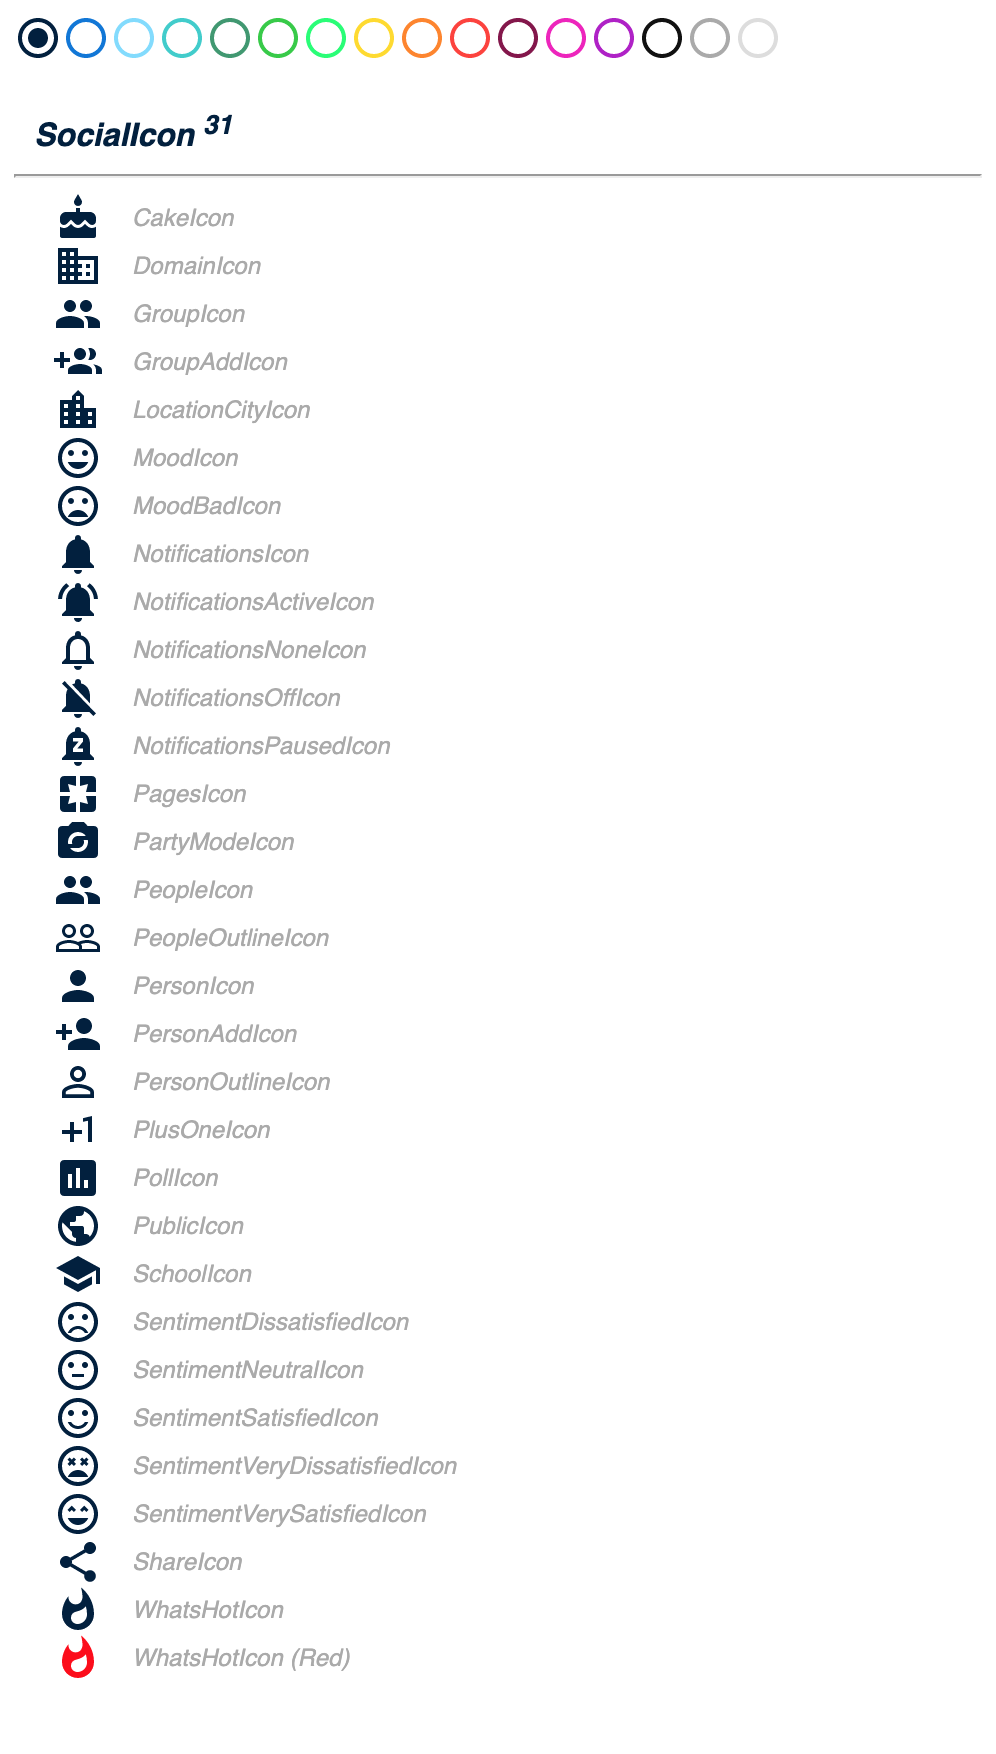 SocialIcon 31
CakeIcon
DomainIcon
GroupIcon
GroupAddIcon
LocationCityIcon
MoodIcon
MoodBadIcon
NotificationsIcon
NotificationsActiveIcon
NotificationsNoneIcon
NotificationsOffIcon
NotificationsPausedIcon
PagesIcon
PartyModeIcon
PeopleIcon
PeopleOutlineIcon
PersonIcon
PersonAddIcon
PersonOutlineIcon
+1 PlusOneIcon
PollIcon
PublicIcon
SchoolIcon
SentimentDissatisfiedIcon
SentimentNeutralIcon
SentimentSatisfiedIcon
SentimentVeryDissatisfiedIcon
SentimentVerySatisfiedIcon
ShareIcon
WhatsHotIcon
WhatsHotIcon (Red)